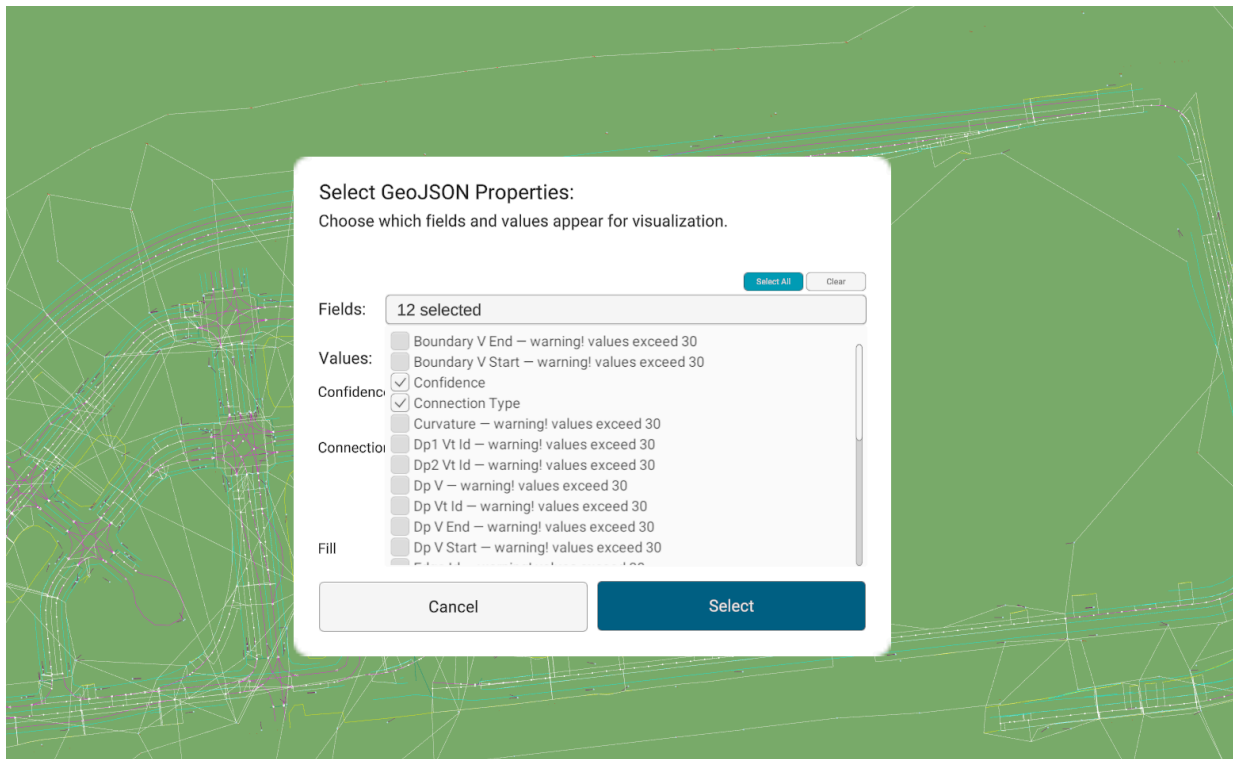 Select GeoJSON Properties:
Choose which fields and values appear for visualization.
Select All Clear
Fields: 12 selected
Boundary V End — warning! values exceed 30
Values:
Boundary V Start — warning! values exceed 30
Confidence
Confidence
Connection Type
Curvature — warning! values exceed 30
Connection
Dp1 Vt Id — warning! values exceed 30
Dp2 Vt Id — warning! values exceed 30
Dp V — warning! values exceed 30
Dp Vt Id — warning! values exceed 30
Dp V End — warning! values exceed 30
Fill
Dp V Start — warning! values exceed 30
Cancel Select